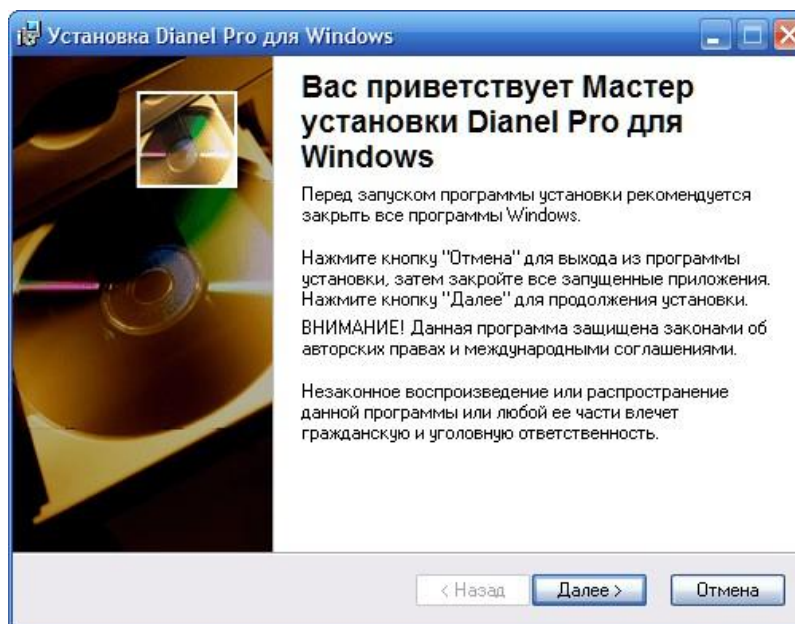 Установка Dianel Pro для Windows
Вас приветствует Мастер
установки Dianel Pro для
Windows
Перед запуском программы установки рекомендуется
закрыть все программы Windows.
Нажмите кнопку "Отмена" для выхода из программы
установки, затем закройте все запущенные приложения.
Нажмите кнопку "Далее" для продолжения установки.
ВНИМАНИЕ! Данная программа защищена законами об
авторских правах и международными соглашениями.
Незаконное воспроизведение или распространение
данной программы или любой ее части влечет
гражданскую и уголовную ответственность.
< Назад Далее > Отмена